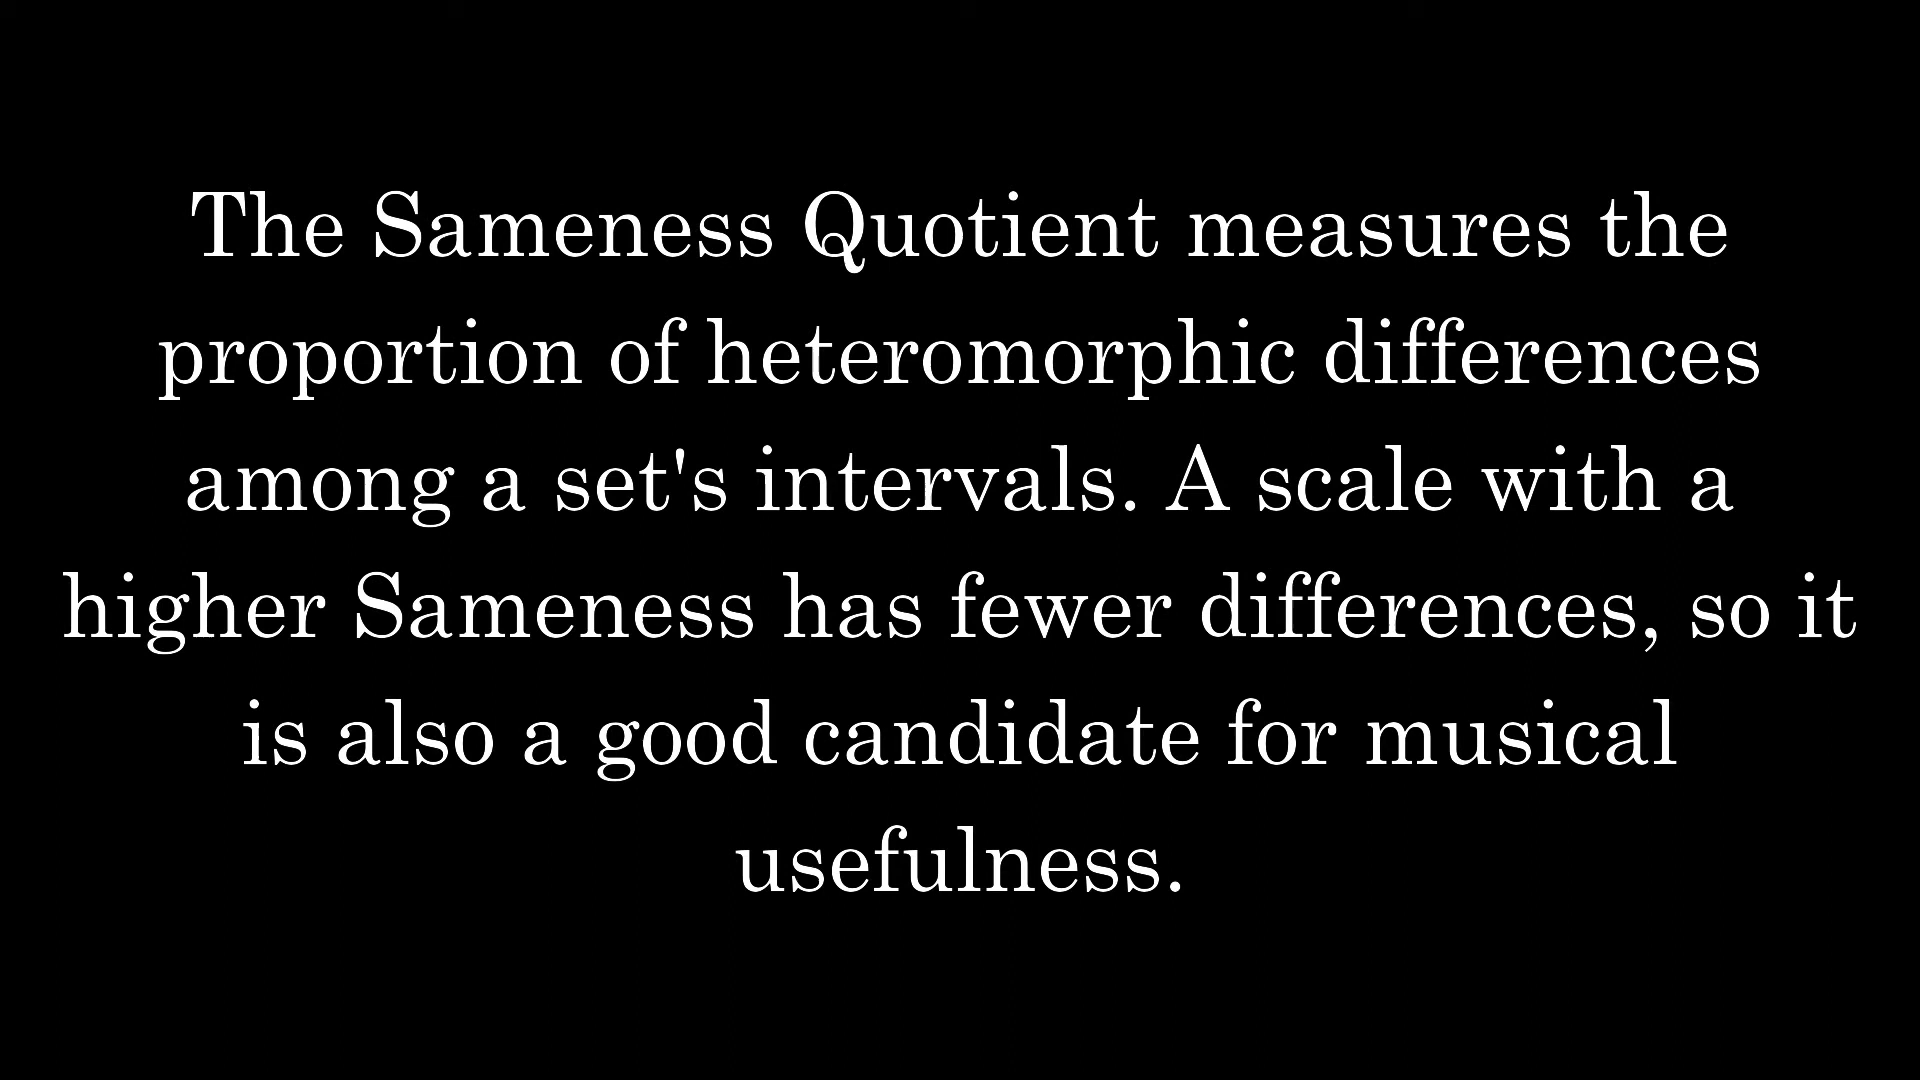 The Sameness Quotient measures the
proportion of heteromorphic differences
among a set's intervals. A scale with a
higher Sameness has fewer differences, so it
is also a good candidate for musical
usefulness.